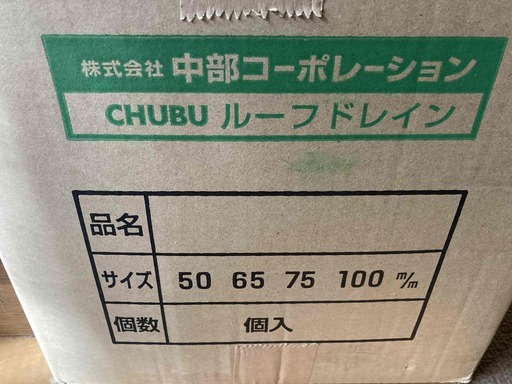 株式会社 中部コーポレーション
CHUBU ルーフドレイン
品名
サイズ 50 65 75 100 m/m
個数 個入